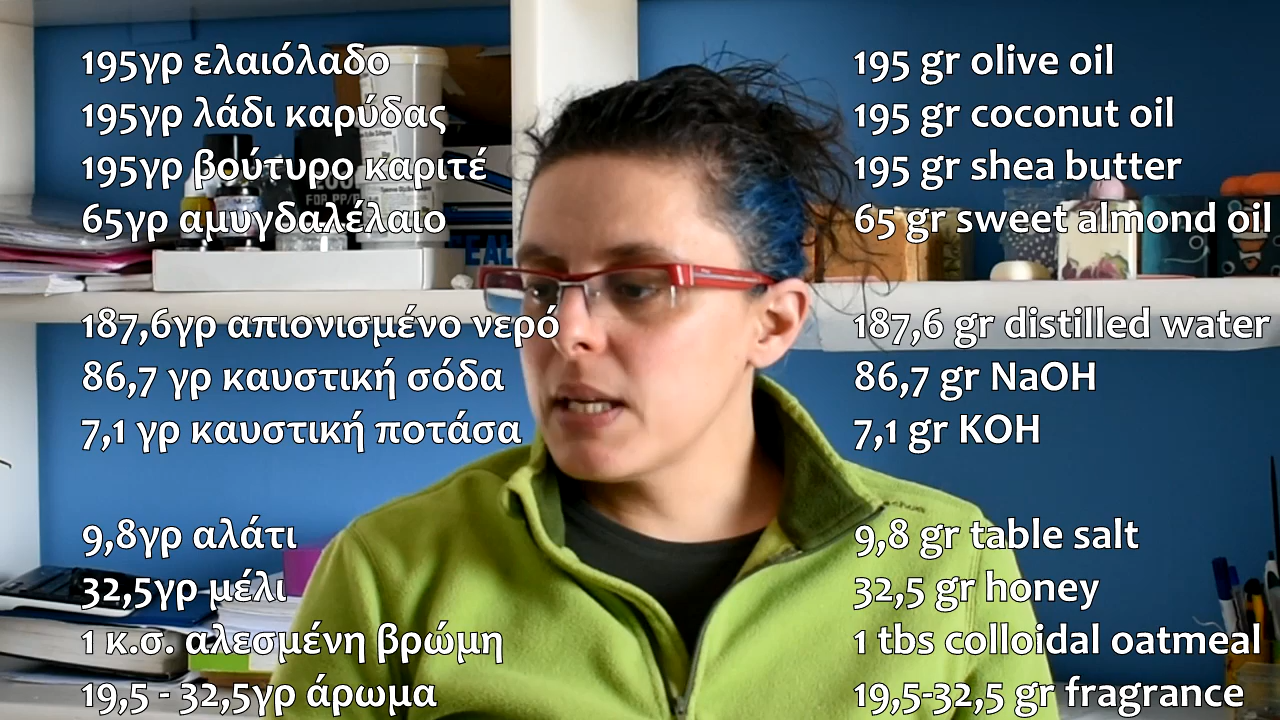 195γρ ελαιόλαδο
195γρ λάδι καρύδας
195γρ βούτυρο καριτέ
65γρ αμυγδαλέλαιο
187,6γρ απιονισμένο νερό
86,7 γρ καυστική σόδα
7,1 γρ καυστική ποτάσα
9,8γρ αλάτι
32,5γρ μέλι
1 κ.σ. αλεσμένη βρώμη
19,5 - 32,5γρ άρωμα
195 gr olive oil
195 gr coconut oil
195 gr shea butter
65 gr sweet almond oil
187,6 gr distilled water
86,7 gr NaOH
7,1 gr KOH
9,8 gr table salt
32,5 gr honey
1 tbs colloidal oatmeal
19,5-32,5 gr fragrance